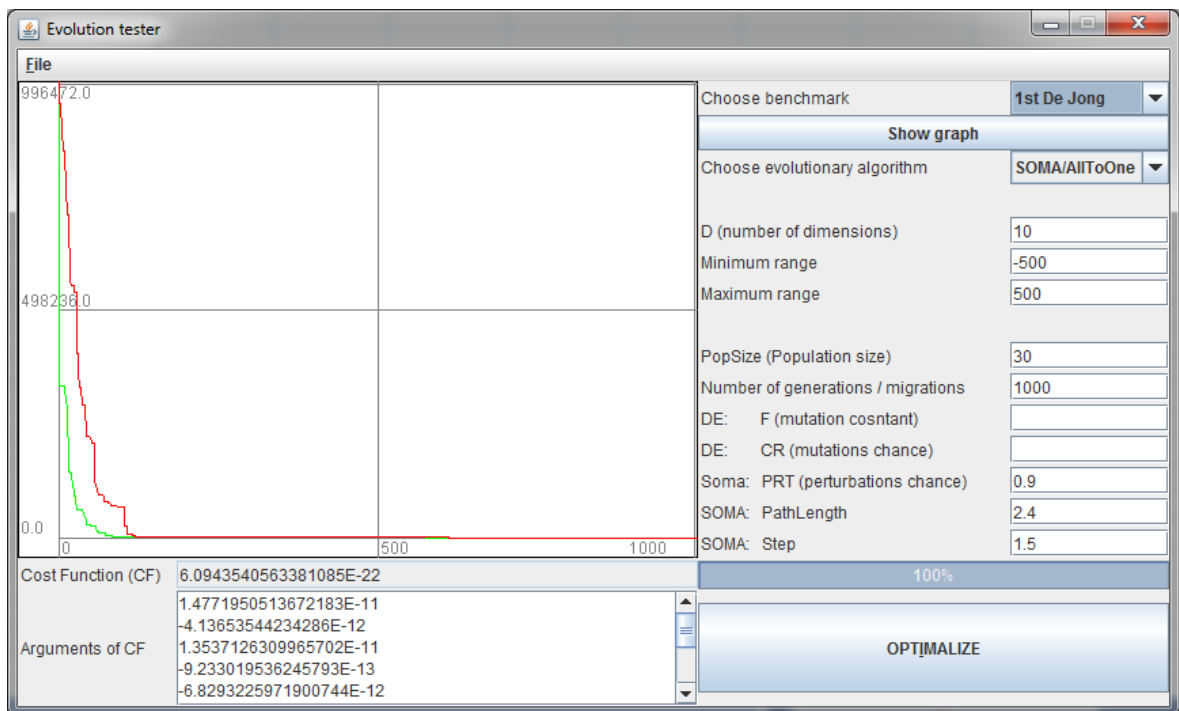 Evolution tester
File
996472.0
498236.0
0.0
0 500 1000
Choose benchmark 1st De Jong
Show graph
Choose evolutionary algorithm SOMA/AllToOne
D (number of dimensions) 10
Minimum range -500
Maximum range 500
PopSize (Population size) 30
Number of generations / migrations 1000
DE: F (mutation cosntant)
DE: CR (mutations chance)
Soma: PRT (perturbations chance) 0.9
SOMA: PathLength 2.4
SOMA: Step 1.5
Cost Function (CF) 6.0943540563381085E-22
100%
Arguments of CF
1.4771950513672183E-11
-4.13653544234286E-12
1.3537126309965702E-11
-9.233019536245793E-13
-6.8293225971900744E-12
OPTIMALIZE